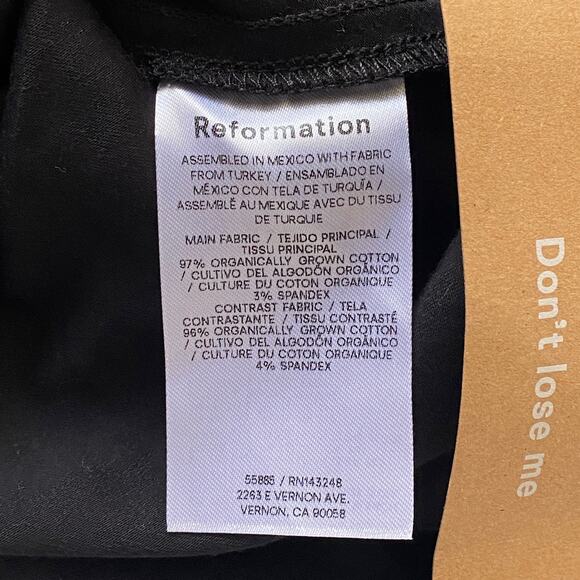 Reformation
ASSEMBLED IN MEXICO WITH FABRIC
FROM TURKEY / ENSAMBLADO EN
MÉXICO CON TELA DE TURQUÍA /
ASSEMBLÉ AU MEXIQUE AVEC DU TISSU
DE TURQUIE
MAIN FABRIC / TEJIDO PRINCIPAL /
TISSU PRINCIPAL
97% ORGANICALLY GROWN COTTON
/ CULTIVO DEL ALGODÓN ORGÁNICO
/ CULTURE DU COTON ORGANIQUE
3% SPANDEX
CONTRAST FABRIC / TELA
CONTRASTANTE / TISSU CONTRASTÉ
96% ORGANICALLY GROWN COTTON
/ CULTIVO DEL ALGODÓN ORGÁNICO
/ CULTURE DU COTON ORGANIQUE
4% SPANDEX
55885 / RN143248
2263 E VERNON AVE.
VERNON, CA 90058
Don't lose me